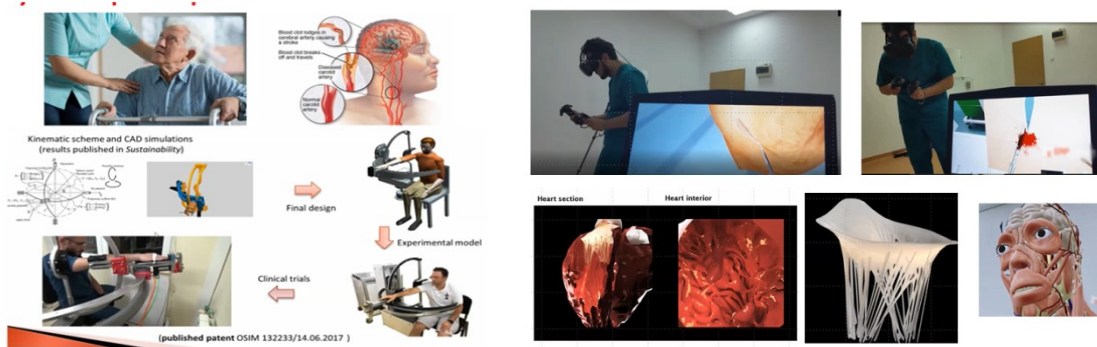 Blood clot lodges in
cerebral artery, causing
a stroke
Blood clot breaks
off and travels
Diseased
carotid
artery
Normal
carotid
artery
Kinematic scheme and CAD simulations
(results published in Sustainability)
Final design
Experimental model
Clinical trials
(published patent OSIM 132233/14.06.2017 )
Heart section
Heart interior